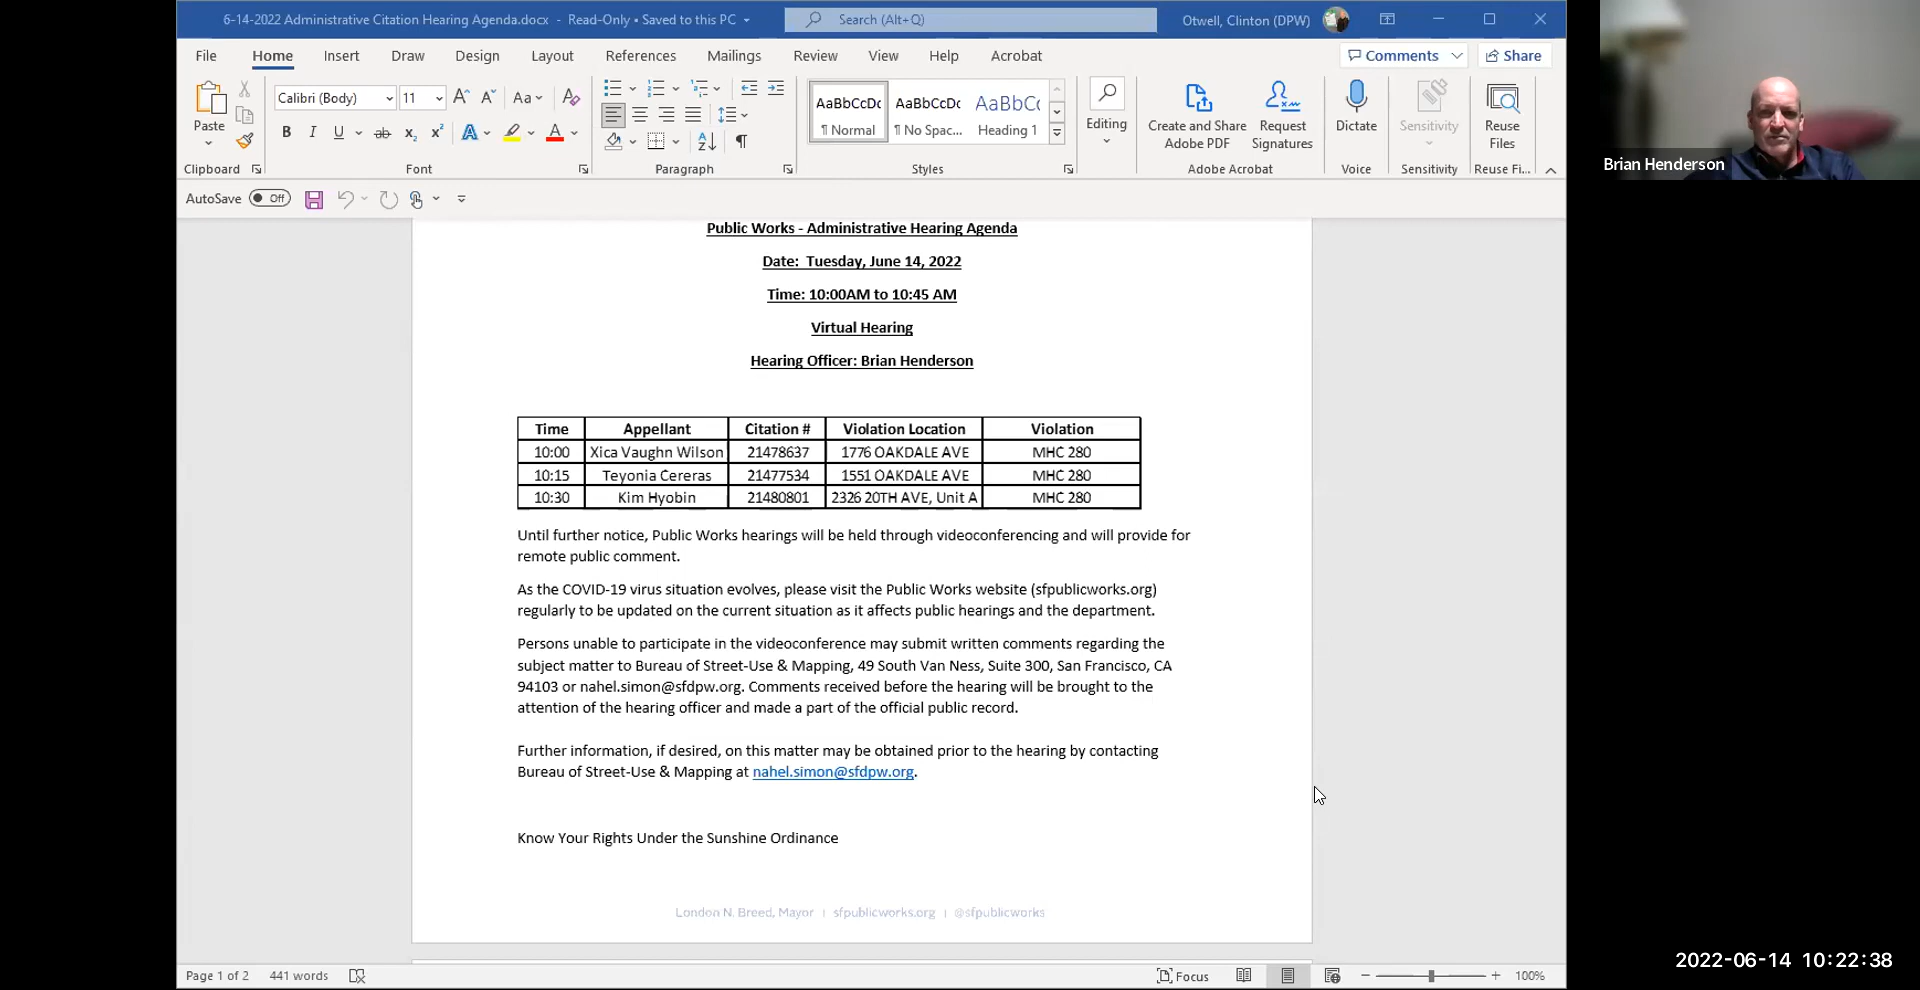 6-14-2022 Administrative Citation Hearing Agenda.docx - Read-Only • Saved to this PC
Search (Alt+Q)
Otwell, Clinton (DPW)
File Home Insert Draw Design Layout References Mailings Review View Help Acrobat
Comments Share
Paste
Calibri (Body) 11
AaBbCcDc AaBbCcDc AaBbCc
¶ Normal ¶ No Spac... Heading 1
Editing
Create and Share Adobe PDF
Request Signatures
Dictate
Sensitivity
Reuse Files
Clipboard Font Paragraph Styles Adobe Acrobat Voice Sensitivity Reuse Fi...
AutoSave Off
Public Works - Administrative Hearing Agenda
Date: Tuesday, June 14, 2022
Time: 10:00AM to 10:45 AM
Virtual Hearing
Hearing Officer: Brian Henderson
Time Appellant Citation # Violation Location Violation
10:00 Xica Vaughn Wilson 21478637 1776 OAKDALE AVE MHC 280
10:15 Teyonia Cereras 21477534 1551 OAKDALE AVE MHC 280
10:30 Kim Hyobin 21480801 2326 20TH AVE, Unit A MHC 280
Until further notice, Public Works hearings will be held through videoconferencing and will provide for
remote public comment.
As the COVID-19 virus situation evolves, please visit the Public Works website (sfpublicworks.org)
regularly to be updated on the current situation as it affects public hearings and the department.
Persons unable to participate in the videoconference may submit written comments regarding the
subject matter to Bureau of Street-Use & Mapping, 49 South Van Ness, Suite 300, San Francisco, CA
94103 or nahel.simon@sfdpw.org. Comments received before the hearing will be brought to the
attention of the hearing officer and made a part of the official public record.
Further information, if desired, on this matter may be obtained prior to the hearing by contacting
Bureau of Street-Use & Mapping at nahel.simon@sfdpw.org.
Know Your Rights Under the Sunshine Ordinance
London N. Breed, Mayor | sfpublicworks.org | @sfpublicworks
Page 1 of 2 441 words
Focus
100%
Brian Henderson
2022-06-14 10:22:38